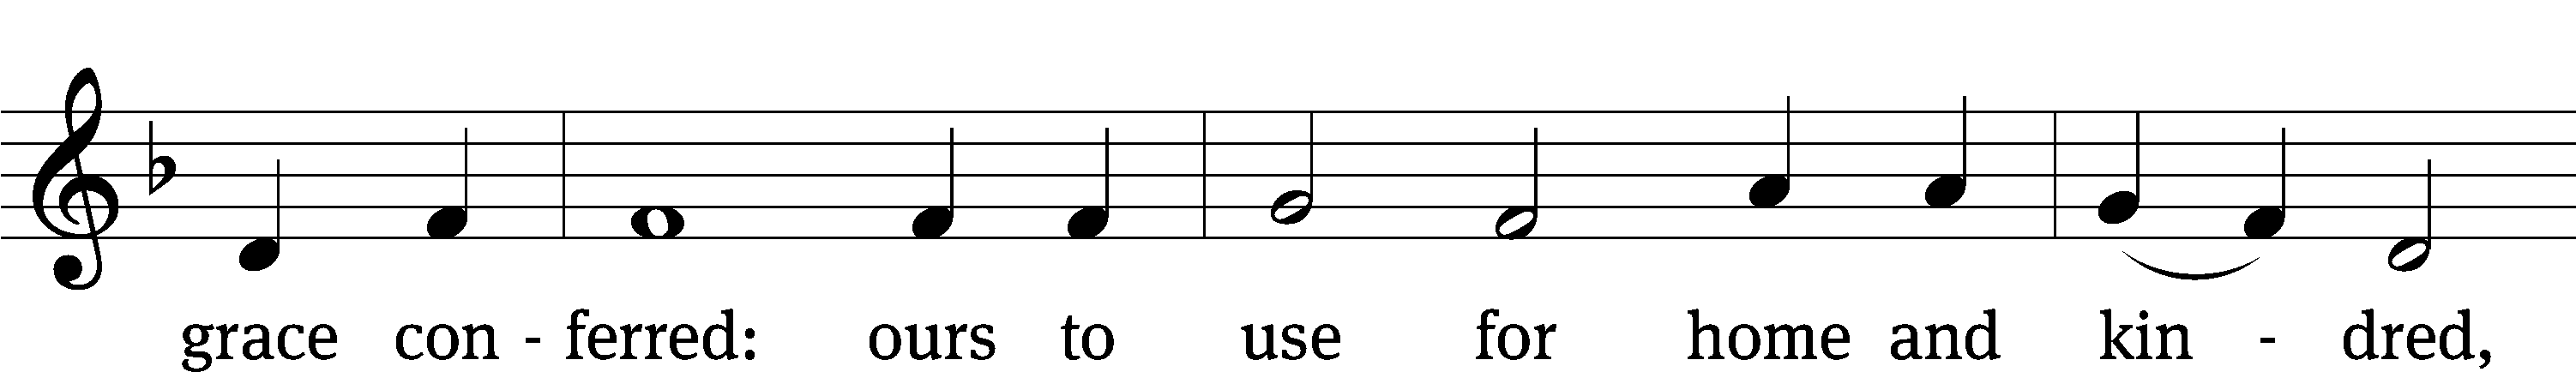 grace con - ferred: ours to use for home and kin - dred,